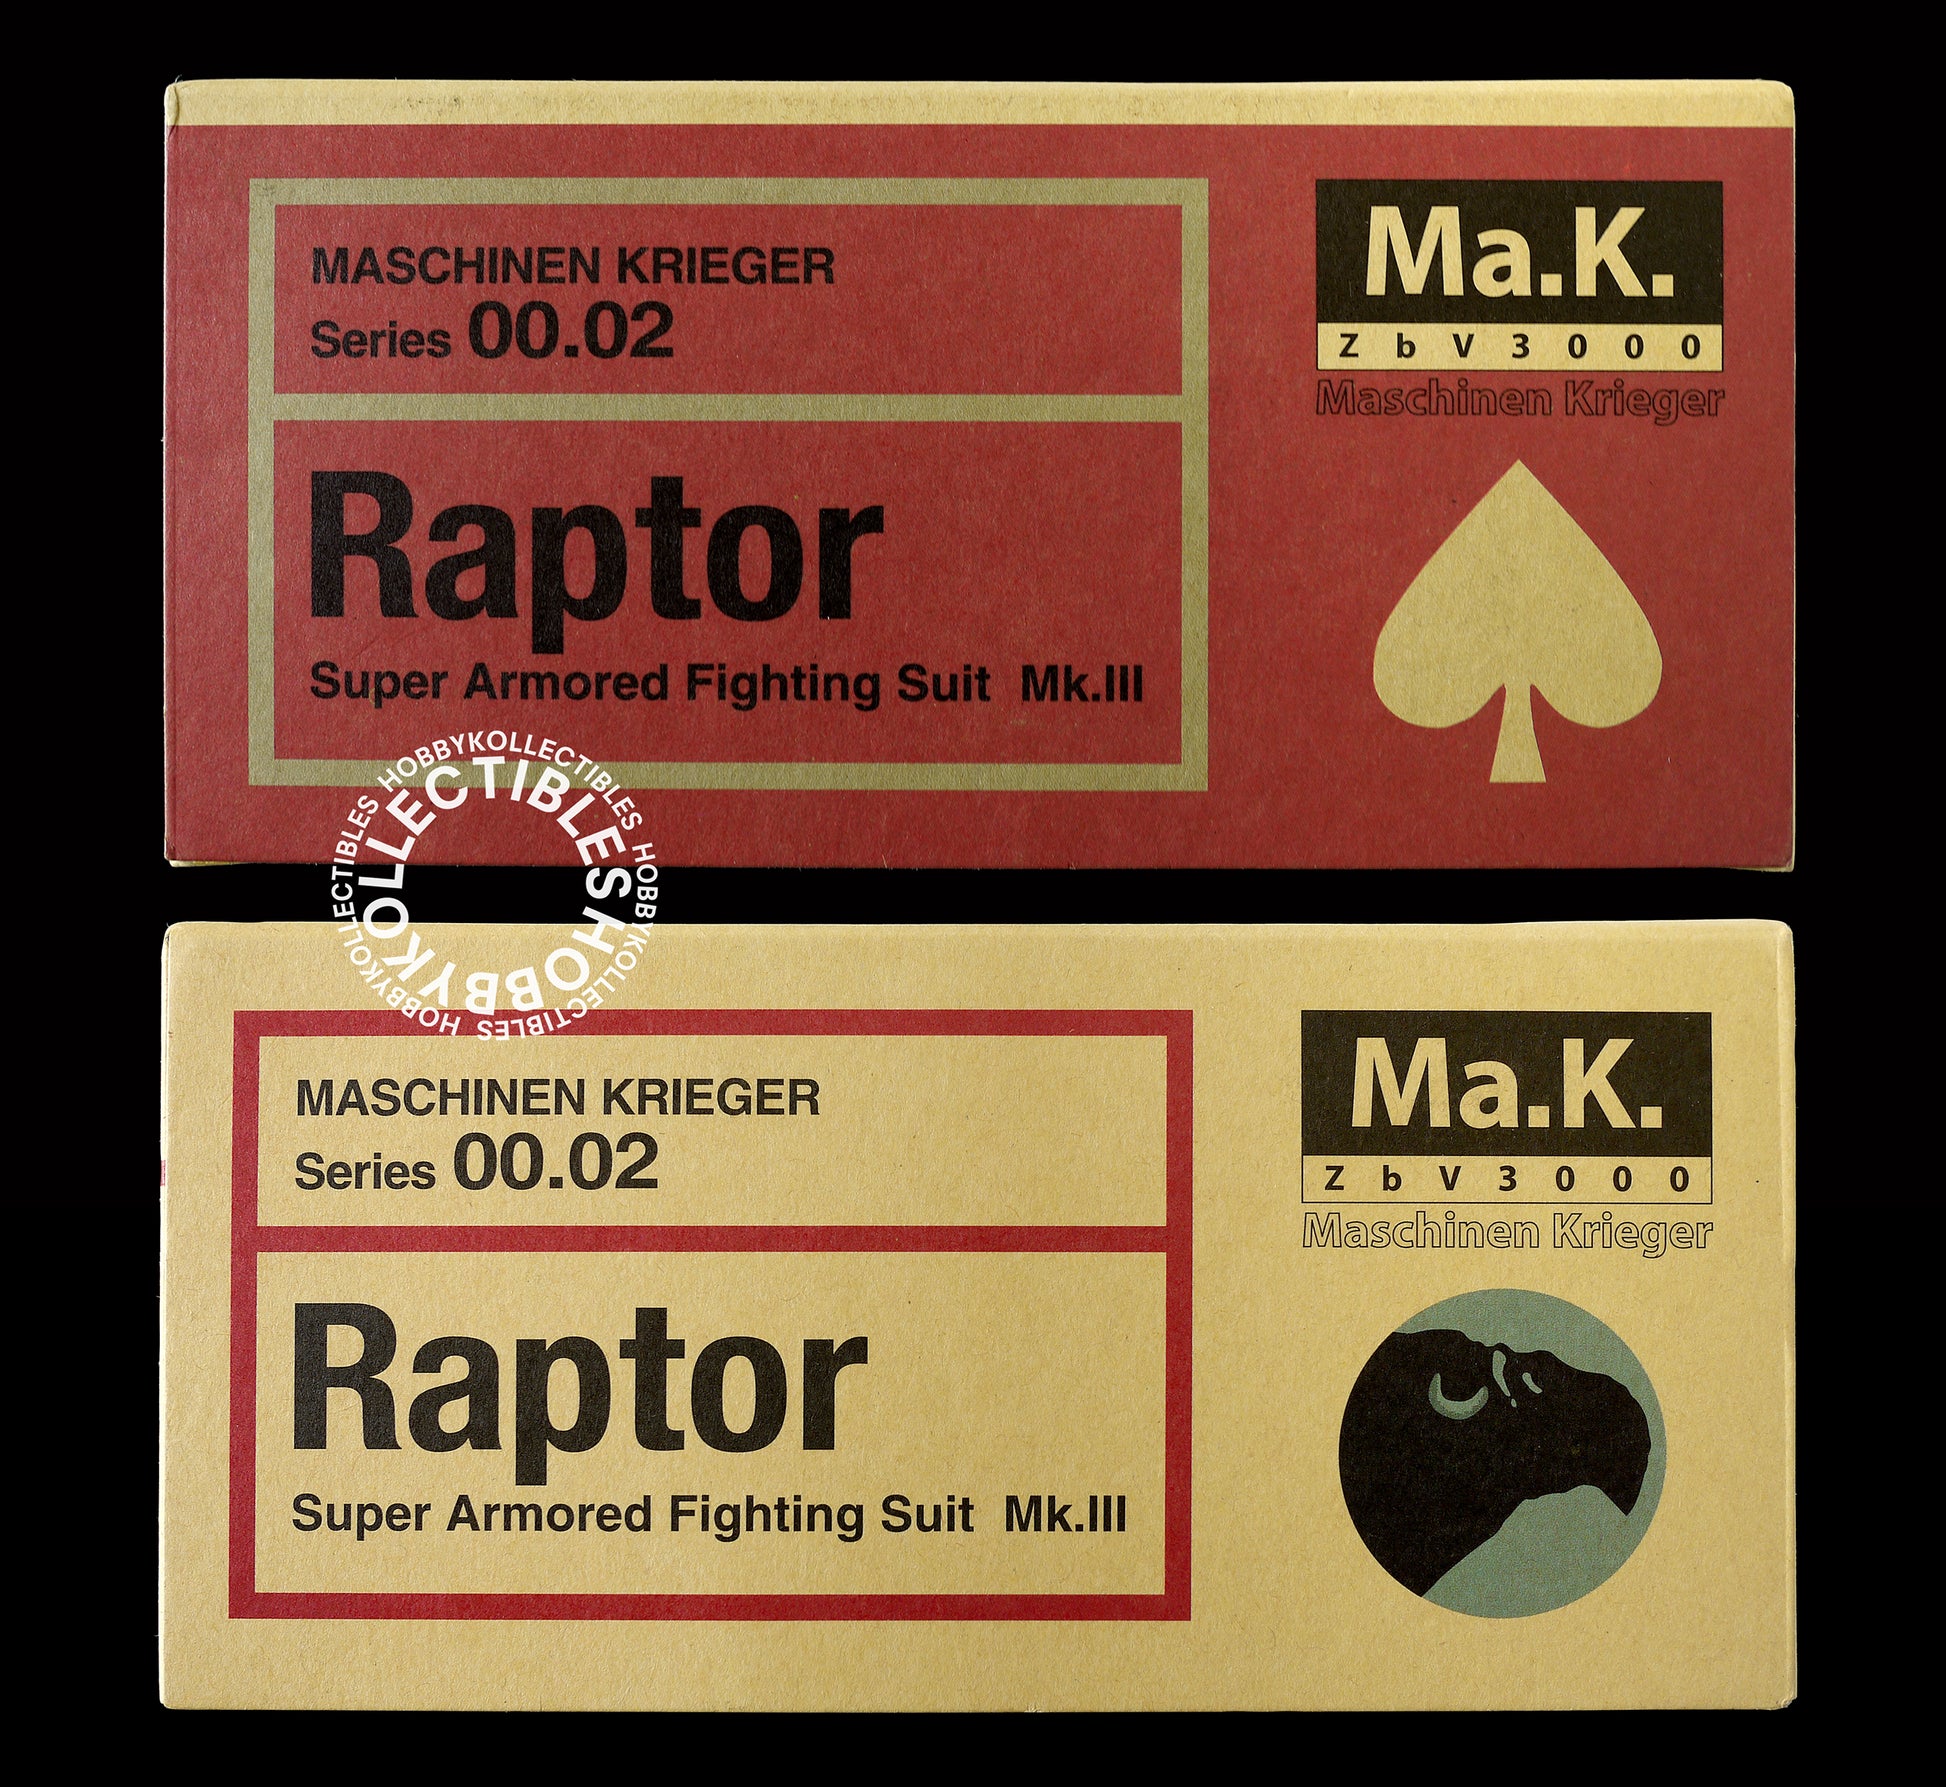 MASCHINEN KRIEGER
Series 00.02
Raptor
Super Armored Fighting Suit Mk.III
Ma.K.
ZbV3000
Maschinen Krieger
HOBBYKOLLECTIBLES HOBBYKOLLECTIBLES HOBBYKOLLECTIBLES
HOBBYKOLLECTIBLES
MASCHINEN KRIEGER
Series 00.02
Raptor
Super Armored Fighting Suit Mk.III
Ma.K.
ZbV3000
Maschinen Krieger